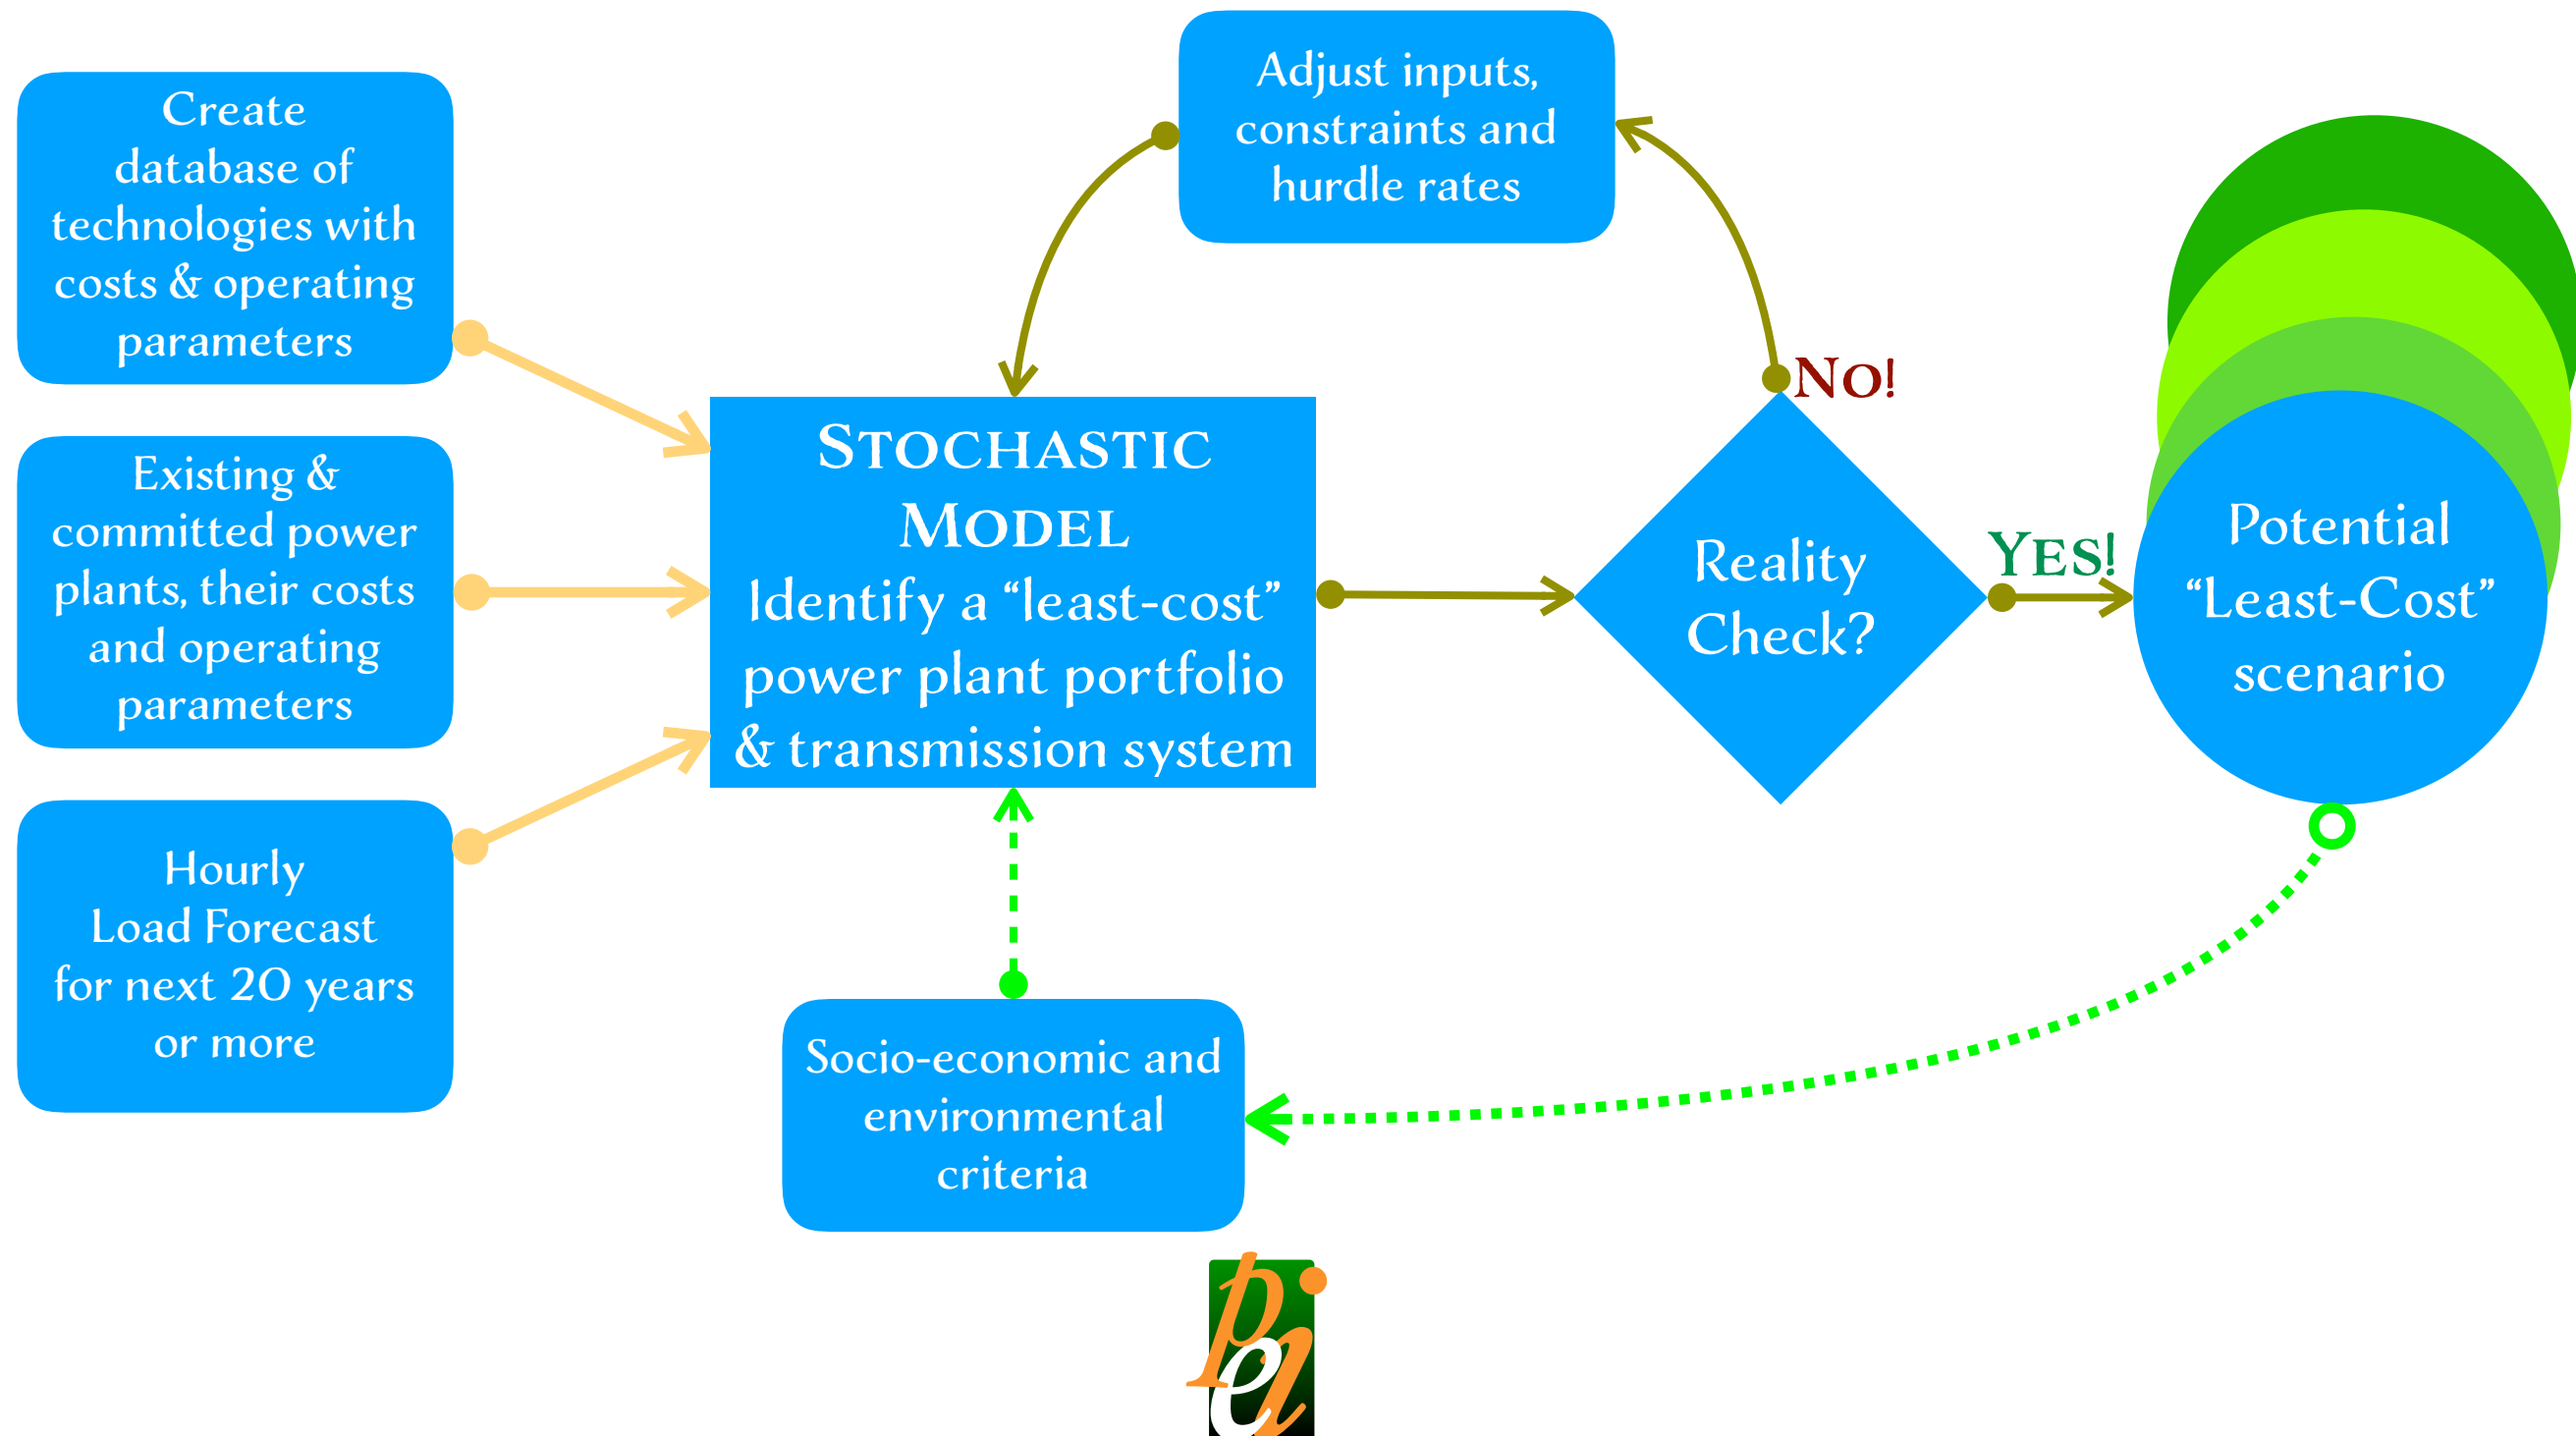 Create
database of
technologies with
costs & operating
parameters
Existing &
committed power
plants, their costs
and operating
parameters
Hourly
Load Forecast
for next 20 years
or more
Adjust inputs,
constraints and
hurdle rates
STOCHASTIC
MODEL
Identify a “least-cost”
power plant portfolio
& transmission system
Socio-economic and
environmental
criteria
No!
Reality
Check?
YES!
Potential
“Least-Cost”
scenario
pei